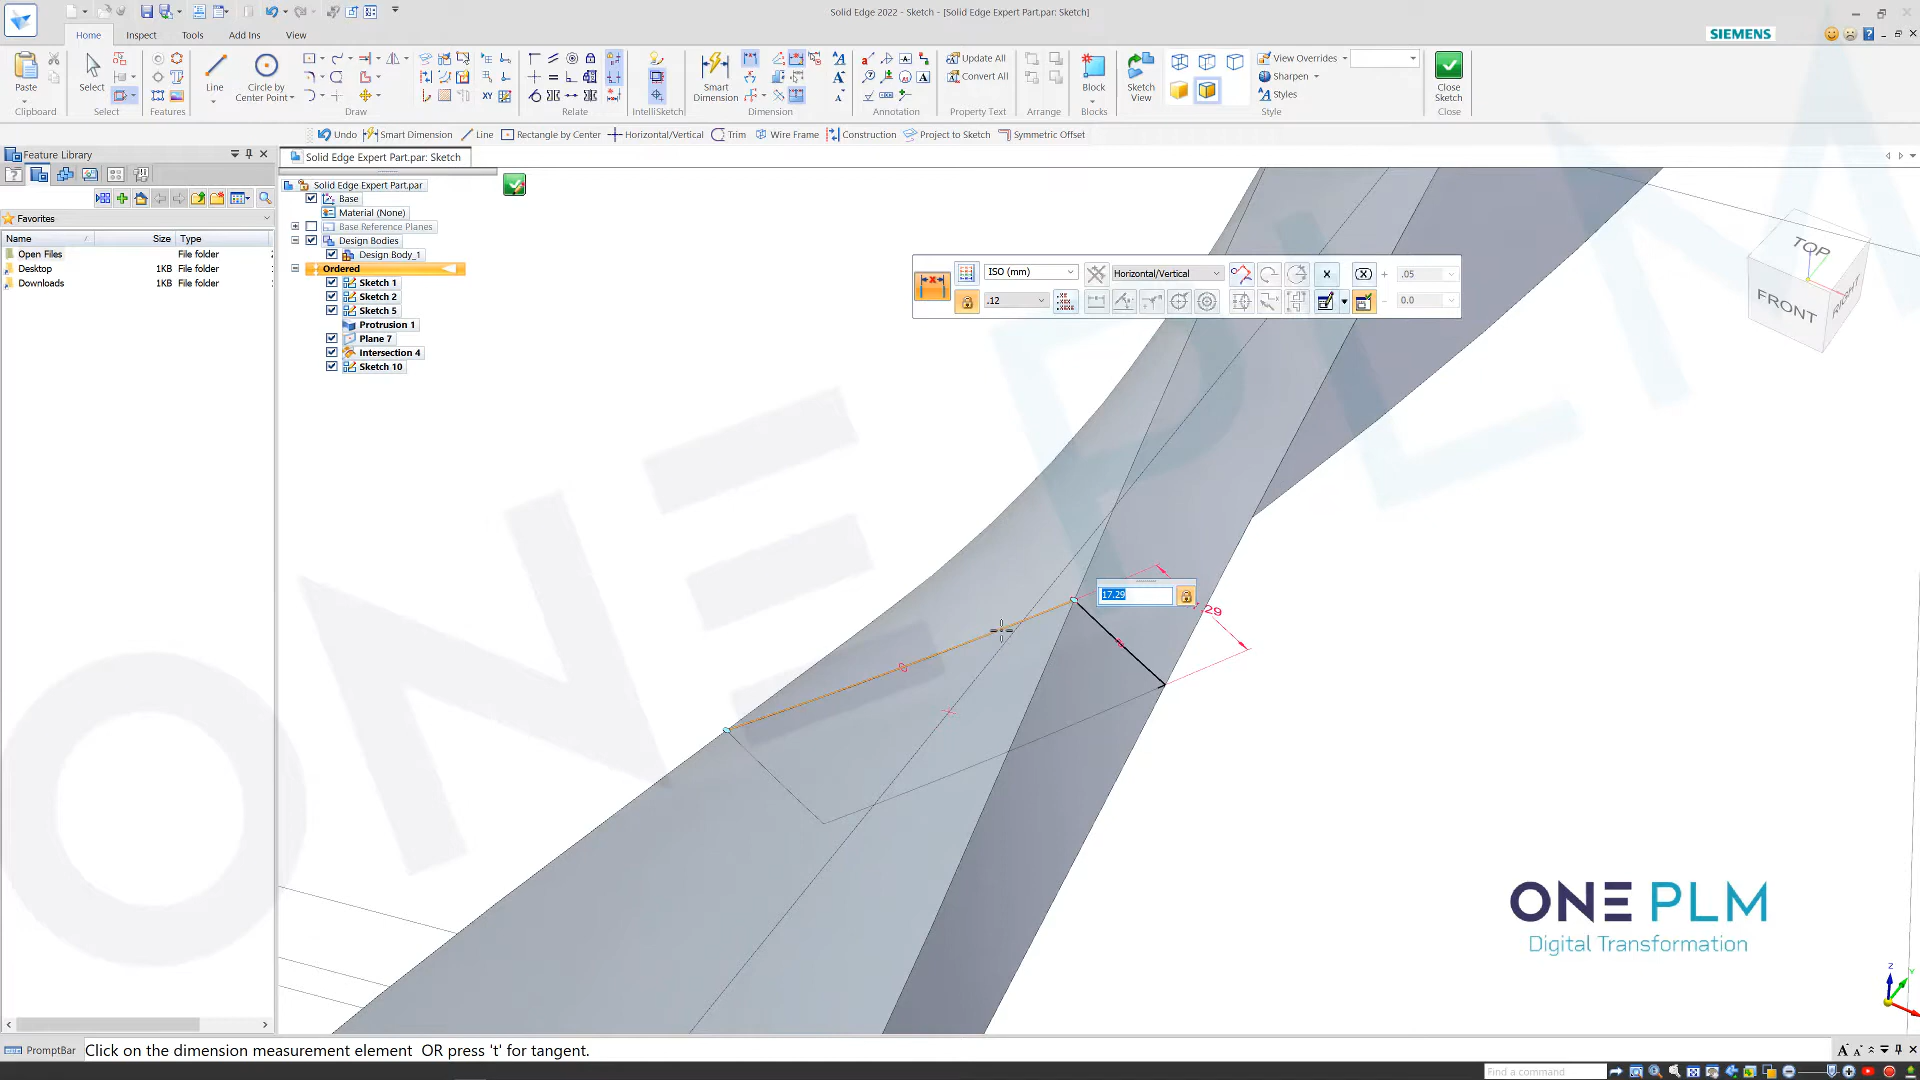 Solid Edge 2022 - Sketch - [Solid Edge Expert Part.par: Sketch]
Home
Inspect
Tools
Add Ins
View
SIEMENS
Paste
Clipboard
Select
Select
Features
Line
Circle by
Center Point
Draw
Relate
IntelliSketch
Smart
Dimension
Dimension
Annotation
Update All
Convert All
Property Text
Arrange
Block
Blocks
Sketch
View
View Overrides
Sharpen
Styles
Style
Close
Sketch
Close
Undo
Smart Dimension
Line
Rectangle by Center
Horizontal/Vertical
Trim
Wire Frame
Construction
Project to Sketch
Symmetric Offset
Feature Library
Favorites
Name Size Type
Open Files File folder
Desktop 1KB File folder
Downloads 1KB File folder
Solid Edge Expert Part.par: Sketch
Solid Edge Expert Part.par
Base
Material (None)
Base Reference Planes
Design Bodies
Design Body_1
Ordered
Sketch 1
Sketch 2
Sketch 5
Protrusion 1
Plane 7
Intersection 4
Sketch 10
ISO (mm)
Horizontal/Vertical
.05
.12
0.0
17.29
.29
TOP
FRONT
RIGHT
ONE PLM
ONE PLM
Digital Transformation
Z
Y
PromptBar
Click on the dimension measurement element OR press 't' for tangent.
Find a command